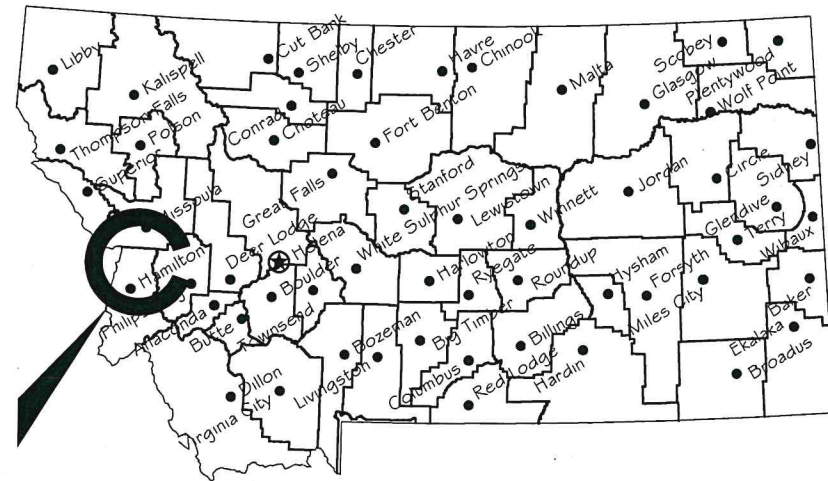 Libby
Cut Bank
Shelby
Chester
Havre
Chinook
Scobey
Plentywood
Kalispell
Malta
Glasgow
Wolf Point
Thompson Falls
Polson
Conrad
Choteau
Fort Benton
Superior
Great Falls
Stanford
Jordan
Circle
Sidney
Missoula
Lewistown
Winnett
Glendive
Terry
Wibaux
Deer Lodge
Helena
White Sulphur Springs
Hamilton
Boulder
Harlowton
Ryegate
Roundup
Hysham
Forsyth
Miles City
Baker
Anaconda
Butte
Townsend
Bozeman
Big Timber
Billings
Ekalaka
Livingston
Columbus
Red Lodge
Hardin
Broadus
Dillon
Virginia City